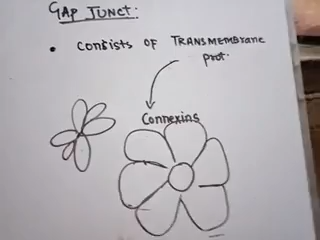 GAP JUNCT:
• CONSISTS OF TRANSMEMBRANE
prot.
Connexins